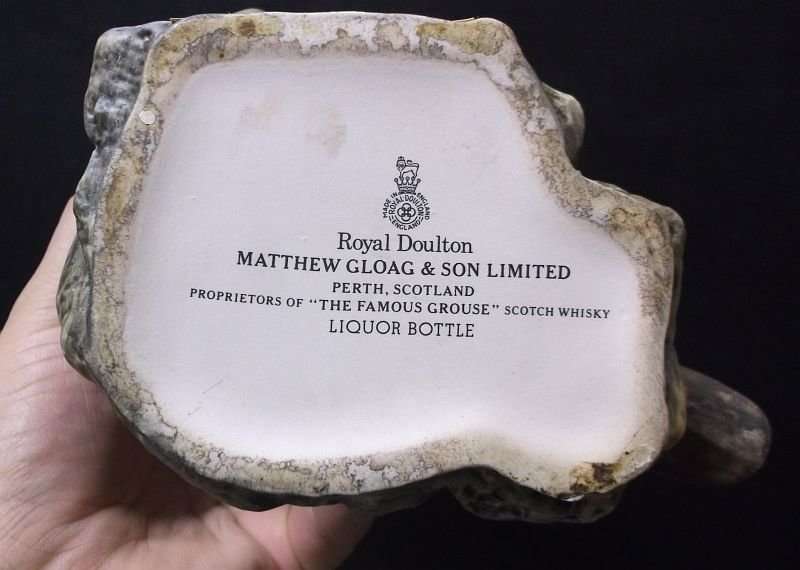 MADE IN ENGLAND
ROYAL DOULTON
ENGLAND
Royal Doulton
MATTHEW GLOAG & SON LIMITED
PERTH, SCOTLAND
PROPRIETORS OF "THE FAMOUS GROUSE" SCOTCH WHISKY
LIQUOR BOTTLE